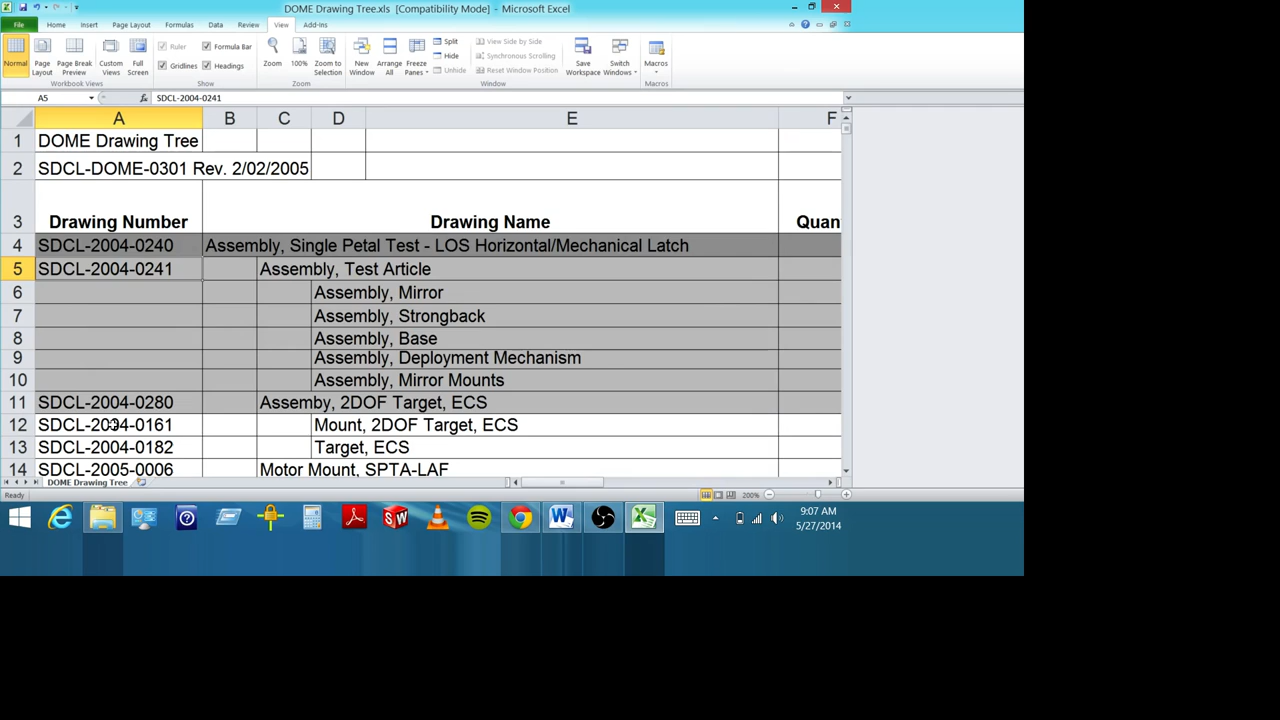 DOME Drawing Tree.xls [Compatibility Mode] - Microsoft Excel
File Home Insert Page Layout Formulas Data Review View Add-Ins
Normal Page Layout Page Break Preview Custom Views Full Screen
Ruler Formula Bar
Gridlines Headings
Zoom 100% Zoom to Selection
New Window Arrange All Freeze Panes
Split
Hide
Unhide
View Side by Side
Synchronous Scrolling
Reset Window Position
Save Workspace Switch Windows Macros
Workbook Views Show Zoom Window Macros
A5 fx SDCL-2004-0241
A B C D E F
1 DOME Drawing Tree
2 SDCL-DOME-0301 Rev. 2/02/2005
3 Drawing Number Drawing Name Quan
4 SDCL-2004-0240 Assembly, Single Petal Test - LOS Horizontal/Mechanical Latch
5 SDCL-2004-0241 Assembly, Test Article
6 Assembly, Mirror
7 Assembly, Strongback
8 Assembly, Base
9 Assembly, Deployment Mechanism
10 Assembly, Mirror Mounts
11 SDCL-2004-0280 Assemby, 2DOF Target, ECS
12 SDCL-2004-0161 Mount, 2DOF Target, ECS
13 SDCL-2004-0182 Target, ECS
14 SDCL-2005-0006 Motor Mount, SPTA-LAF
DOME Drawing Tree
Ready 200%
SW W
9:07 AM
5/27/2014